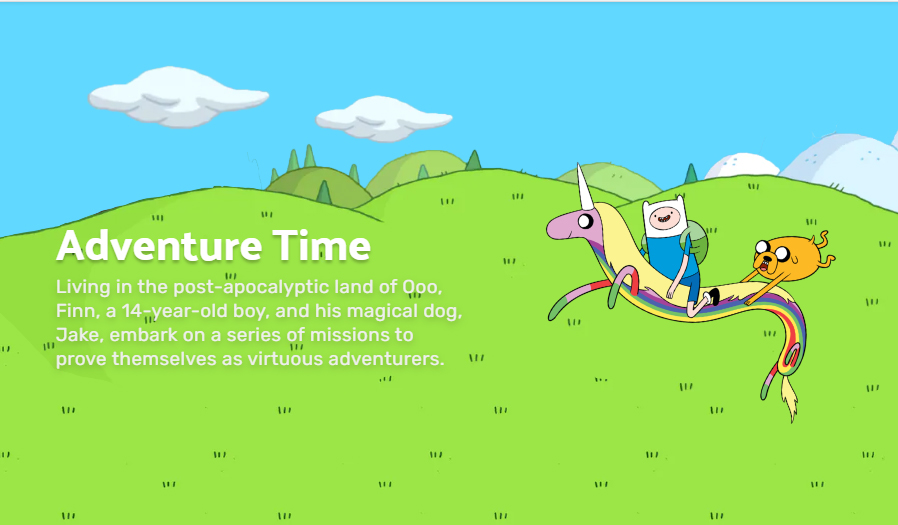 Adventure Time
Living in the post-apocalyptic land of Ooo,
Finn, a 14-year-old boy, and his magical dog,
Jake, embark on a series of missions to
prove themselves as virtuous adventurers.